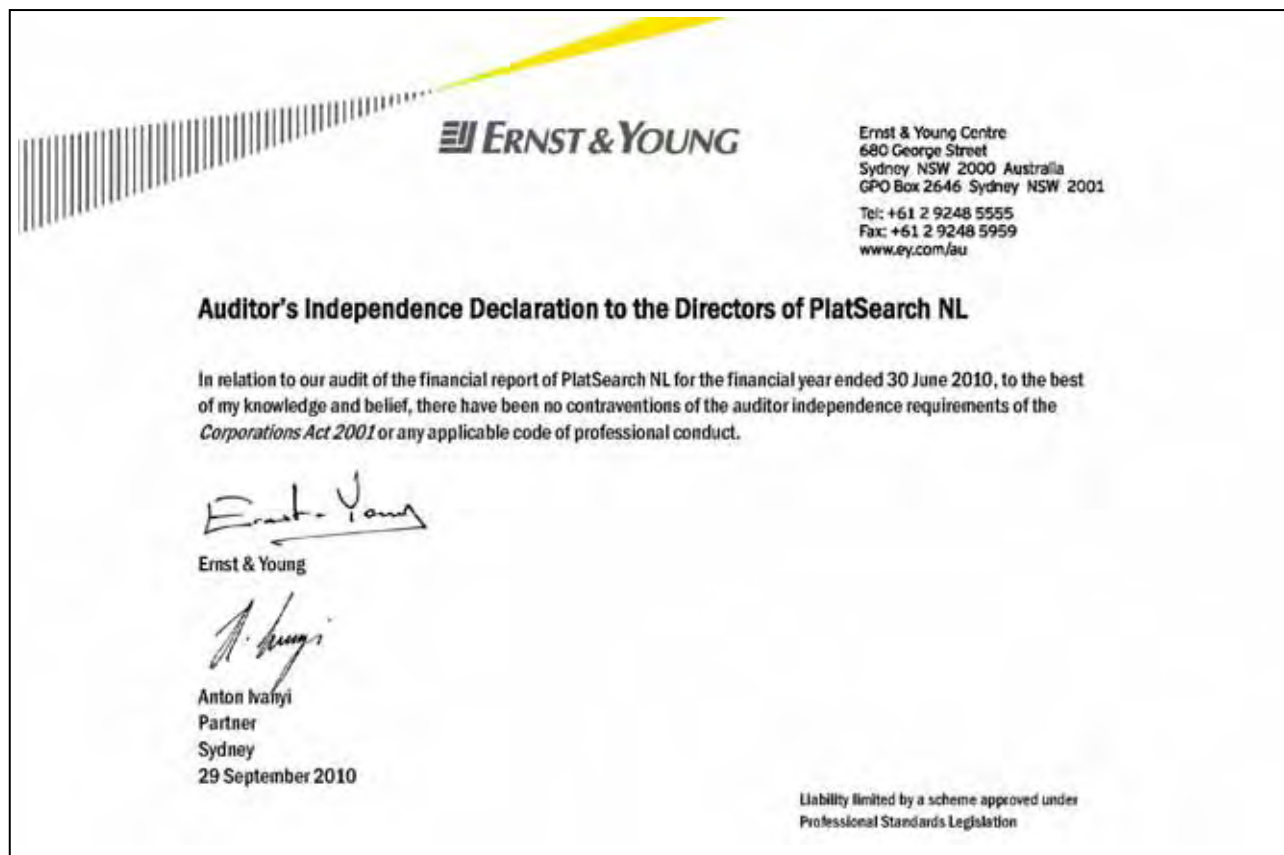 ERNST & YOUNG
Ernst & Young Centre
680 George Street
Sydney NSW 2000 Australia
GPO Box 2646 Sydney NSW 2001
Tel: +61 2 9248 5555
Fax: +61 2 9248 5959
www.ey.com/au
Auditor's Independence Declaration to the Directors of PlatSearch NL
In relation to our audit of the financial report of PlatSearch NL for the financial year ended 30 June 2010, to the best
of my knowledge and belief, there have been no contraventions of the auditor independence requirements of the
Corporations Act 2001 or any applicable code of professional conduct.
Ernst & Young
Ernst & Young
Anton Ivanyi
Partner
Sydney
29 September 2010
Liability limited by a scheme approved under
Professional Standards Legislation